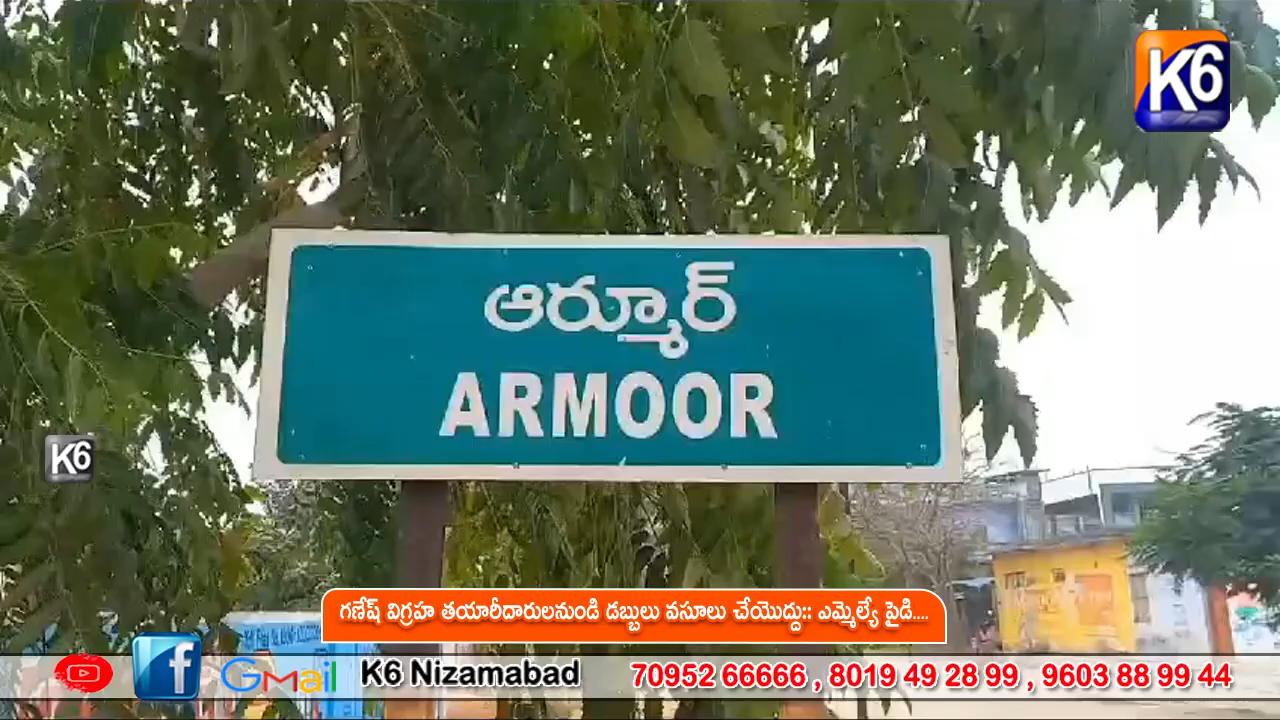 K6
ఆర్మూర్
ARMOOR
K6
గణేష్ విగ్రహ తయారీదారులనుండి డబ్బులు వసూలు చేయొద్దు:: ఎమ్మెల్యే పైడి....
f Gmail K6 Nizamabad 70952 66666 , 8019 49 28 99 , 9603 88 99 44